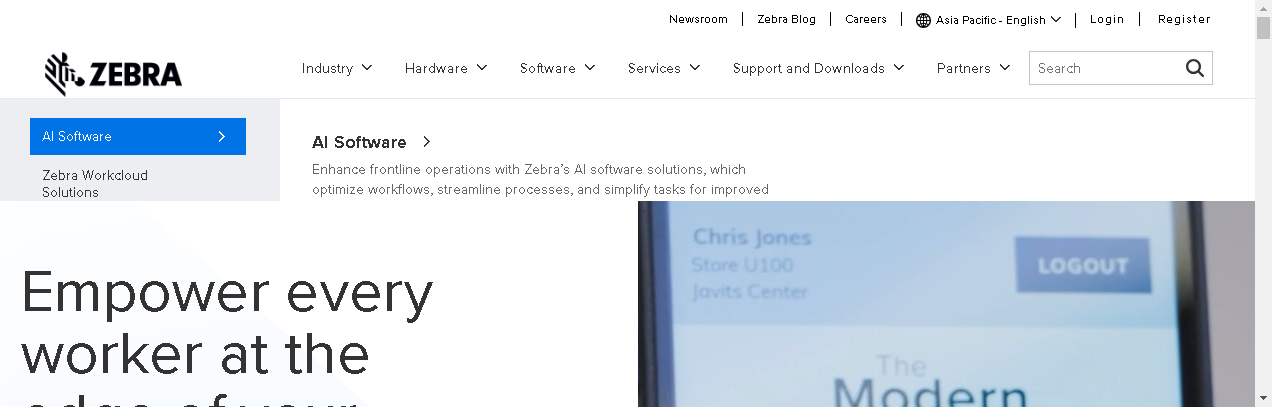 Newsroom
Zebra Blog
Careers
Asia Pacific - English
Login
Register
ZEBRA
Industry
Hardware
Software
Services
Support and Downloads
Partners
Search
AI Software
Zebra Workcloud
Solutions
AI Software
Enhance frontline operations with Zebra's AI software solutions, which
optimize workflows, streamline processes, and simplify tasks for improved
Empower every
worker at the
edge of your
Chris Jones
Store U100
Javits Center
LOGOUT
The
Modern